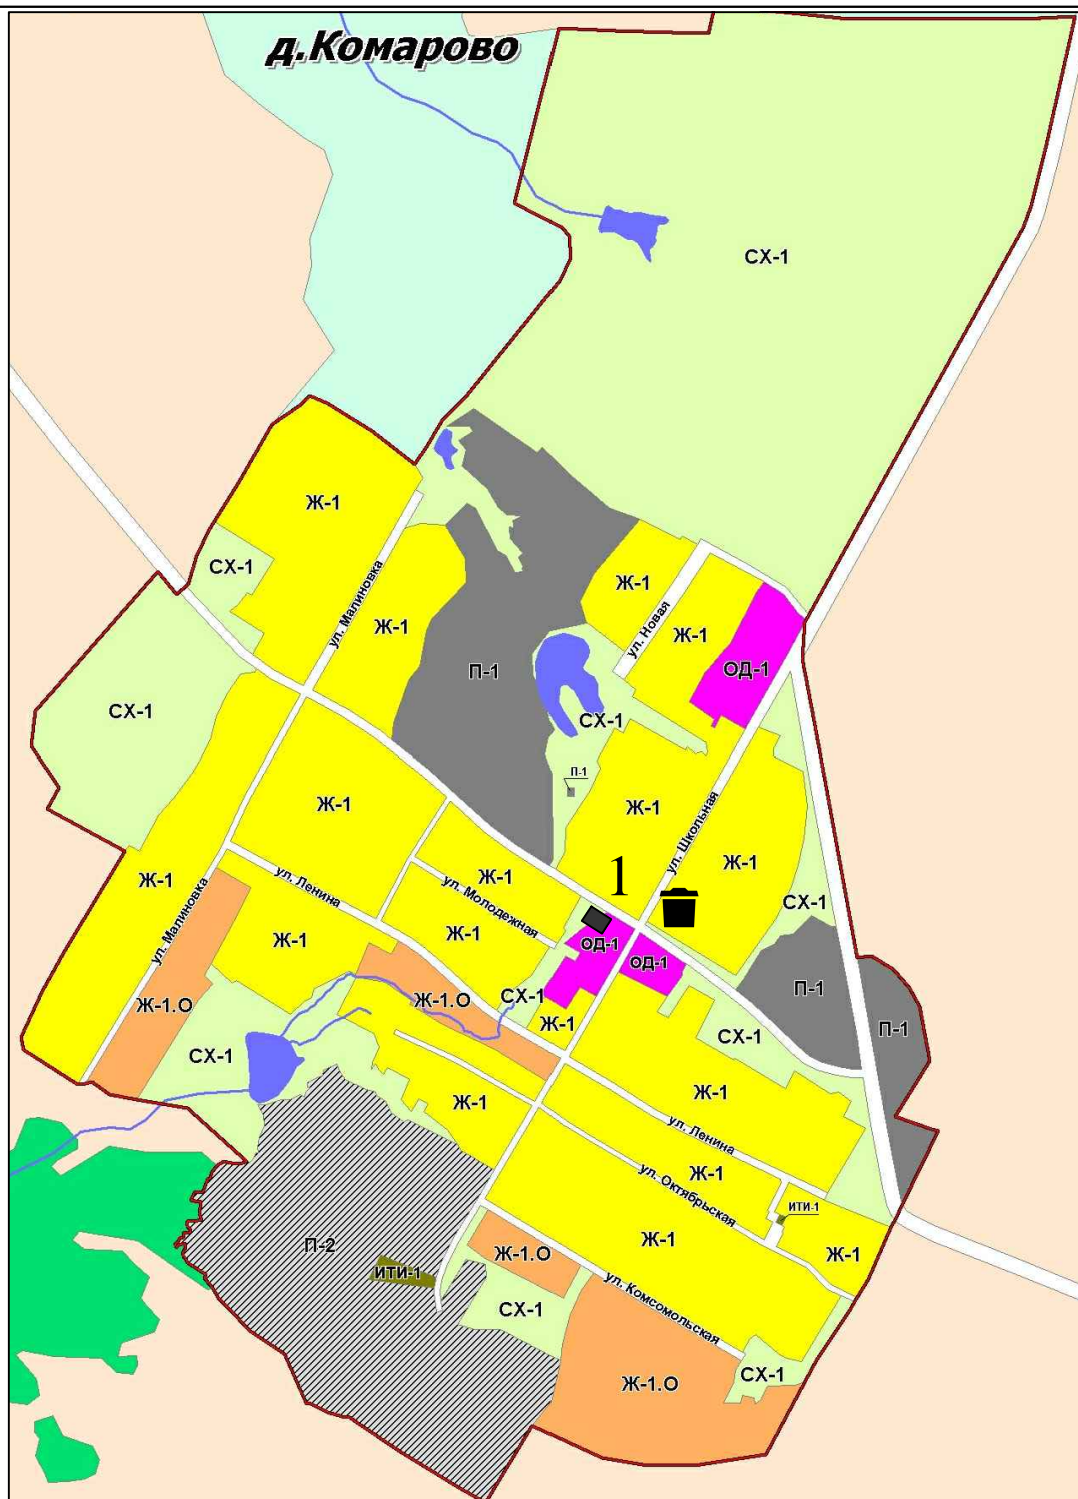 д.Комарово
СХ-1
Ж-1
СХ-1
ул. Малиновка
Ж-1
Ж-1
ул. Новая
Ж-1
П-1
ОД-1
СХ-1
СХ-1
П-1
Ж-1
Ж-1
ул. Школьная
Ж-1
Ж-1
1
Ж-1
ул. Ленина
ул. Молодежная
СХ-1
ул. Малиновка
Ж-1
Ж-1
ОД-1
ОД-1
Ж-1.О
Ж-1.О
СХ-1
П-1
П-1
Ж-1
СХ-1
СХ-1
Ж-1
Ж-1
ул. Ленина
Ж-1
ул. Октябрьская
ИТИ-1
П-2
Ж-1
Ж-1
Ж-1.О
ИТИ-1
ул. Комсомольская
СХ-1
СХ-1
Ж-1.О